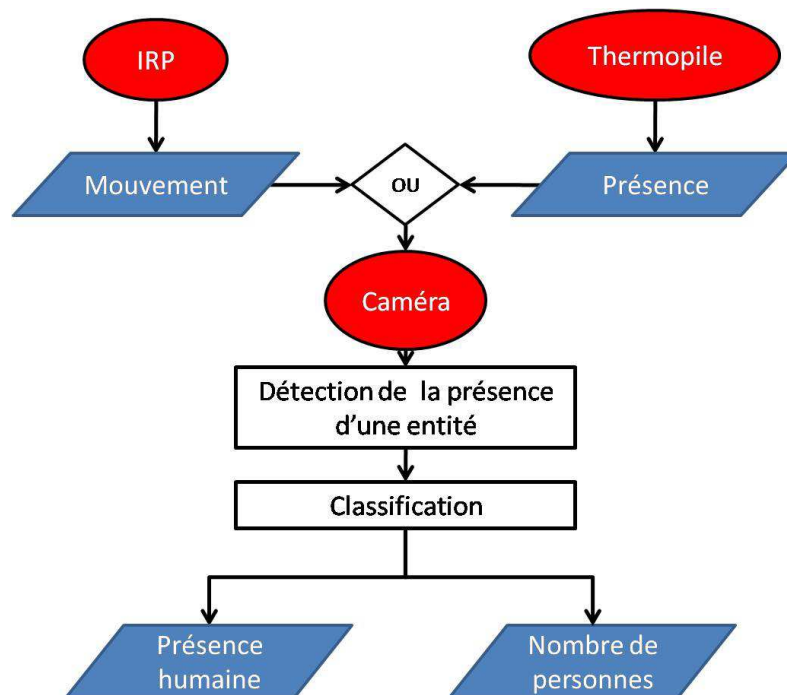 IRP
Thermopile
Mouvement
OU
Présence
Caméra
Détection de la présence
d'une entité
Classification
Présence
humaine
Nombre de
personnes